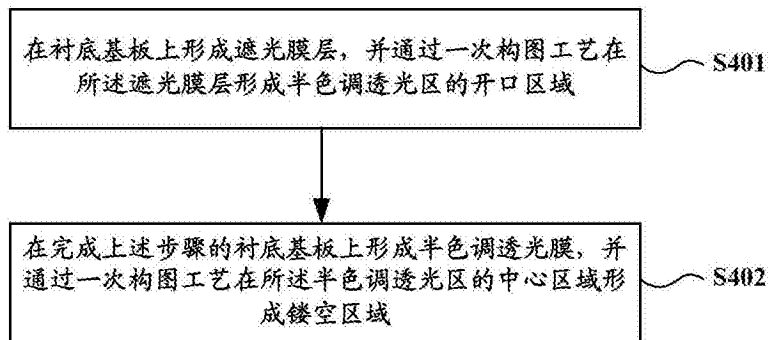 在衬底基板上形成遮光膜层，并通过一次构图工艺在
所述遮光膜层形成半色调透光区的开口区域
S401
在完成上述步骤的衬底基板上形成半色调透光膜，并
通过一次构图工艺在所述半色调透光区的中心区域形
成镂空区域
S402